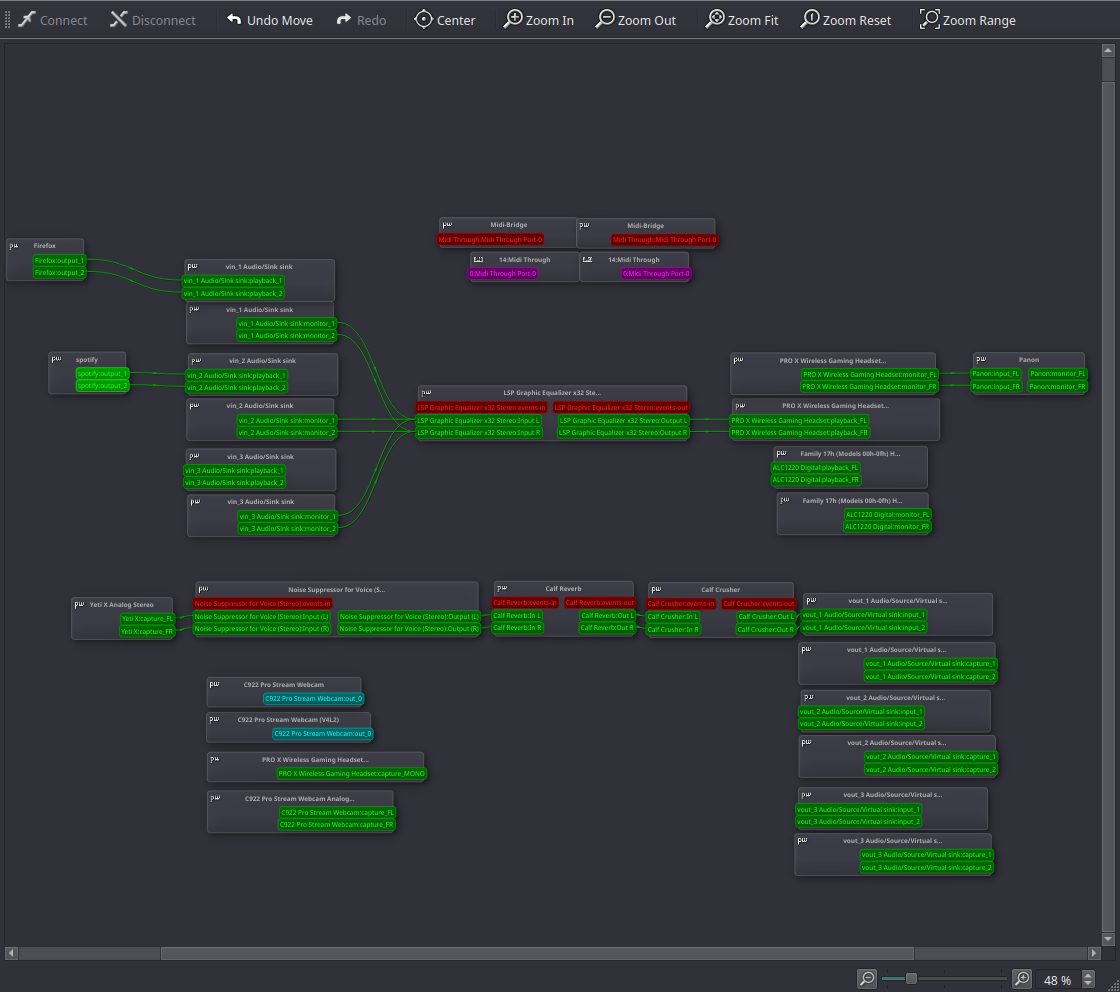 Connect
Disconnect
Undo Move
Redo
Center
Zoom In
Zoom Out
Zoom Fit
Zoom Reset
Zoom Range
Midi-Bridge
Midi Through:Midi Through Port-0
Midi-Bridge
Midi Through:Midi Through Port-0
14:Midi Through
0:Midi Through Port-0
14:Midi Through
0:Midi Through Port-0
Firefox
Firefox:output_1
Firefox:output_2
vin_1 Audio/Sink sink
vin_1 Audio/Sink sink:playback_1
vin_1 Audio/Sink sink:playback_2
vin_1 Audio/Sink sink
vin_1 Audio/Sink sink:monitor_1
vin_1 Audio/Sink sink:monitor_2
spotify
spotify:output_1
spotify:output_2
vin_2 Audio/Sink sink
vin_2 Audio/Sink sink:playback_1
vin_2 Audio/Sink sink:playback_2
vin_2 Audio/Sink sink
vin_2 Audio/Sink sink:monitor_1
vin_2 Audio/Sink sink:monitor_2
vin_3 Audio/Sink sink
vin_3 Audio/Sink sink:playback_1
vin_3 Audio/Sink sink:playback_2
vin_3 Audio/Sink sink
vin_3 Audio/Sink sink:monitor_1
vin_3 Audio/Sink sink:monitor_2
LSP Graphic Equalizer x32 Ste...
LSP Graphic Equalizer x32 Stereo:events-in
LSP Graphic Equalizer x32 Stereo:events-out
LSP Graphic Equalizer x32 Stereo:Input L
LSP Graphic Equalizer x32 Stereo:Output L
LSP Graphic Equalizer x32 Stereo:Input R
LSP Graphic Equalizer x32 Stereo:Output R
PRO X Wireless Gaming Headset...
PRO X Wireless Gaming Headset:monitor_FL
PRO X Wireless Gaming Headset:monitor_FR
Panon
Panon:input_FL
Panon:monitor_FL
Panon:input_FR
Panon:monitor_FR
PRO X Wireless Gaming Headset...
PRO X Wireless Gaming Headset:playback_FL
PRO X Wireless Gaming Headset:playback_FR
Family 17h (Models 00h-0fh) H...
ALC1220 Digital:playback_FL
ALC1220 Digital:playback_FR
Family 17h (Models 00h-0fh) H...
ALC1220 Digital:monitor_FL
ALC1220 Digital:monitor_FR
Yeti X Analog Stereo
Yeti X:capture_FL
Yeti X:capture_FR
Noise Suppressor for Voice (S...
Noise Suppressor for Voice (Stereo):events-in
Noise Suppressor for Voice (Stereo):Input (L)
Noise Suppressor for Voice (Stereo):Output (L)
Noise Suppressor for Voice (Stereo):Input (R)
Noise Suppressor for Voice (Stereo):Output (R)
Calf Reverb
Calf Reverb:events-in
Calf Reverb:events-out
Calf Reverb:In L
Calf Reverb:Out L
Calf Reverb:In R
Calf Reverb:Out R
Calf Crusher
Calf Crusher:events-in
Calf Crusher:events-out
Calf Crusher:In L
Calf Crusher:Out L
Calf Crusher:In R
Calf Crusher:Out R
vout_1 Audio/Source/Virtual s...
vout_1 Audio/Source/Virtual sink:input_1
vout_1 Audio/Source/Virtual sink:input_2
vout_1 Audio/Source/Virtual s...
vout_1 Audio/Source/Virtual sink:capture_1
vout_1 Audio/Source/Virtual sink:capture_2
vout_2 Audio/Source/Virtual s...
vout_2 Audio/Source/Virtual sink:input_1
vout_2 Audio/Source/Virtual sink:input_2
vout_2 Audio/Source/Virtual s...
vout_2 Audio/Source/Virtual sink:capture_1
vout_2 Audio/Source/Virtual sink:capture_2
vout_3 Audio/Source/Virtual s...
vout_3 Audio/Source/Virtual sink:input_1
vout_3 Audio/Source/Virtual sink:input_2
vout_3 Audio/Source/Virtual s...
vout_3 Audio/Source/Virtual sink:capture_1
vout_3 Audio/Source/Virtual sink:capture_2
C922 Pro Stream Webcam
C922 Pro Stream Webcam:out_0
C922 Pro Stream Webcam (V4L2)
C922 Pro Stream Webcam:out_0
PRO X Wireless Gaming Headset...
PRO X Wireless Gaming Headset:capture_MONO
C922 Pro Stream Webcam Analog...
C922 Pro Stream Webcam:capture_FL
C922 Pro Stream Webcam:capture_FR
48 %